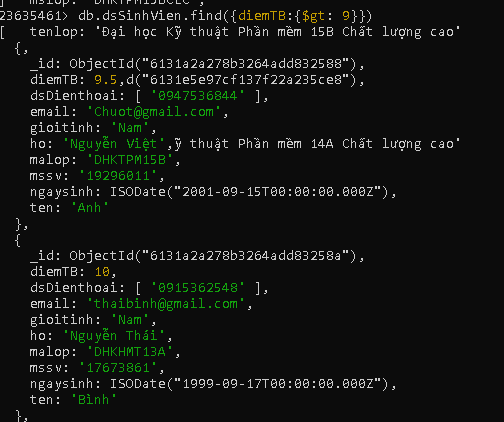 23635461> db.dsSinhVien.find({diemTB:{$gt: 9}})
[   tenlop: 'Đại học Kỹ thuật Phần mềm 15B Chất lượng cao'
  {,
    _id: ObjectId("6131a2a278b3264add832588"),
    diemTB: 9.5,d("6131e5e97cf137f22a235ce8")
    dsDienthoai: [ '0947536844' ],
    email: 'Chuot@gmail.com',
    gioitinh: 'Nam',
    ho: 'Nguyễn Việt',ỹ thuật Phần mềm 14A Chất lượng cao'
    malop: 'DHKTPM15B',
    mssv: '19296011',
    ngaysinh: ISODate("2001-09-15T00:00:00.000Z"),
    ten: 'Anh'
  },
  {
    _id: ObjectId("6131a2a278b3264add83258a"),
    diemTB: 10,
    dsDienthoai: [ '0915362548' ],
    email: 'thaibinh@gmail.com',
    gioitinh: 'Nam',
    ho: 'Nguyễn Thái',
    malop: 'DHKHMT13A',
    mssv: '17673861',
    ngaysinh: ISODate("1999-09-17T00:00:00.000Z"),
    ten: 'Bình'
  },